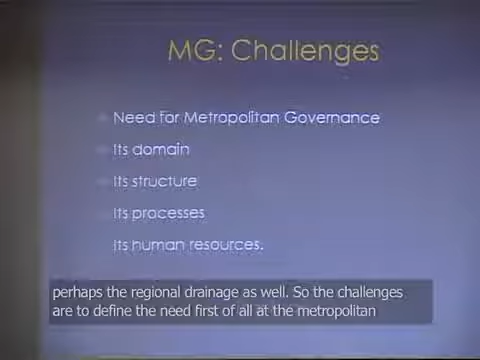 MG: Challenges
Need for Metropolitan Governance
Its domain
Its structure
Its processes
Its human resources.
perhaps the regional drainage as well. So the challenges
are to define the need first of all at the metropolitan